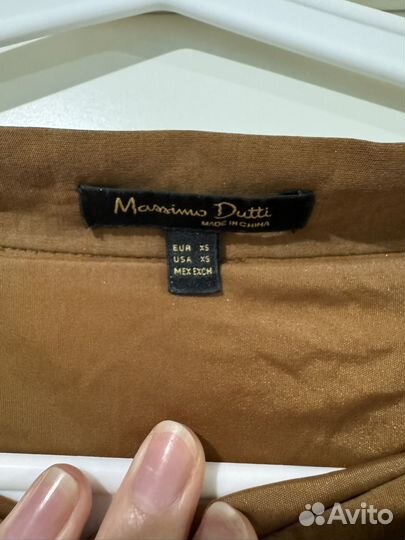 Massimo Dutti
MADE IN CHINA
EUR XS
USA XS
MEX EXCH
Avito